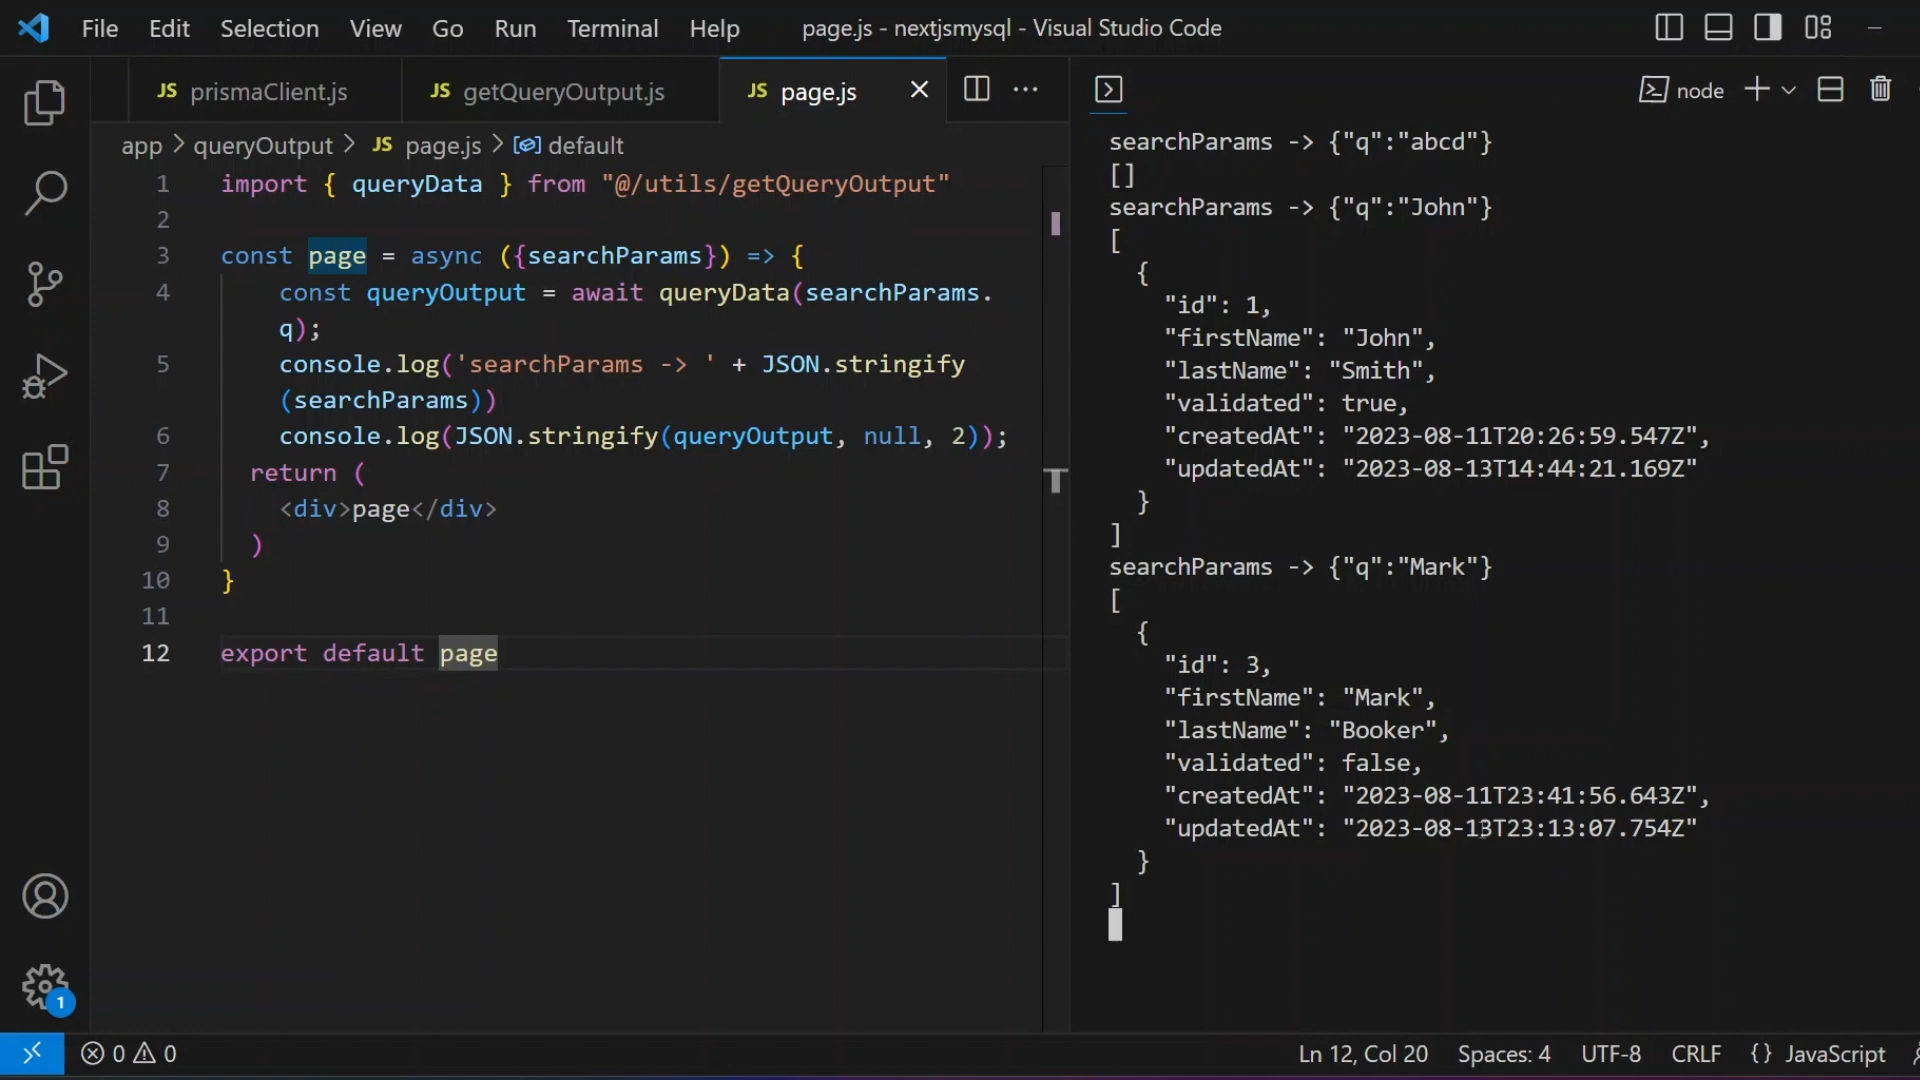 File Edit Selection View Go Run Terminal Help page.js - nextjsmysql - Visual Studio Code
JS prismaClient.js JS getQueryOutput.js JS page.js
app > queryOutput > JS page.js > default
1 import { queryData } from "@/utils/getQueryOutput"
2
3 const page = async ({searchParams}) => {
4 const queryOutput = await queryData(searchParams.
q);
5 console.log('searchParams -> ' + JSON.stringify
(searchParams))
6 console.log(JSON.stringify(queryOutput, null, 2));
7 return (
8 <div>page</div>
9 )
10 }
11
12 export default page
node
searchParams -> {"q":"abcd"}
[]
searchParams -> {"q":"John"}
[
{
"id": 1,
"firstName": "John",
"lastName": "Smith",
"validated": true,
"createdAt": "2023-08-11T20:26:59.547Z",
"updatedAt": "2023-08-13T14:44:21.169Z"
}
]
searchParams -> {"q":"Mark"}
[
{
"id": 3,
"firstName": "Mark",
"lastName": "Booker",
"validated": false,
"createdAt": "2023-08-11T23:41:56.643Z",
"updatedAt": "2023-08-13T23:13:07.754Z"
}
]
1
0 0 Ln 12, Col 20 Spaces: 4 UTF-8 CRLF {} JavaScript